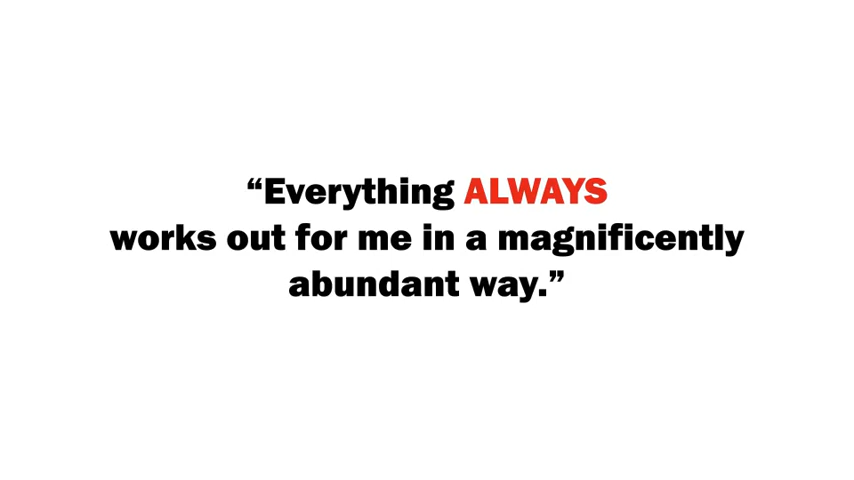 “Everything ALWAYS
works out for me in a magnificently
abundant way.”